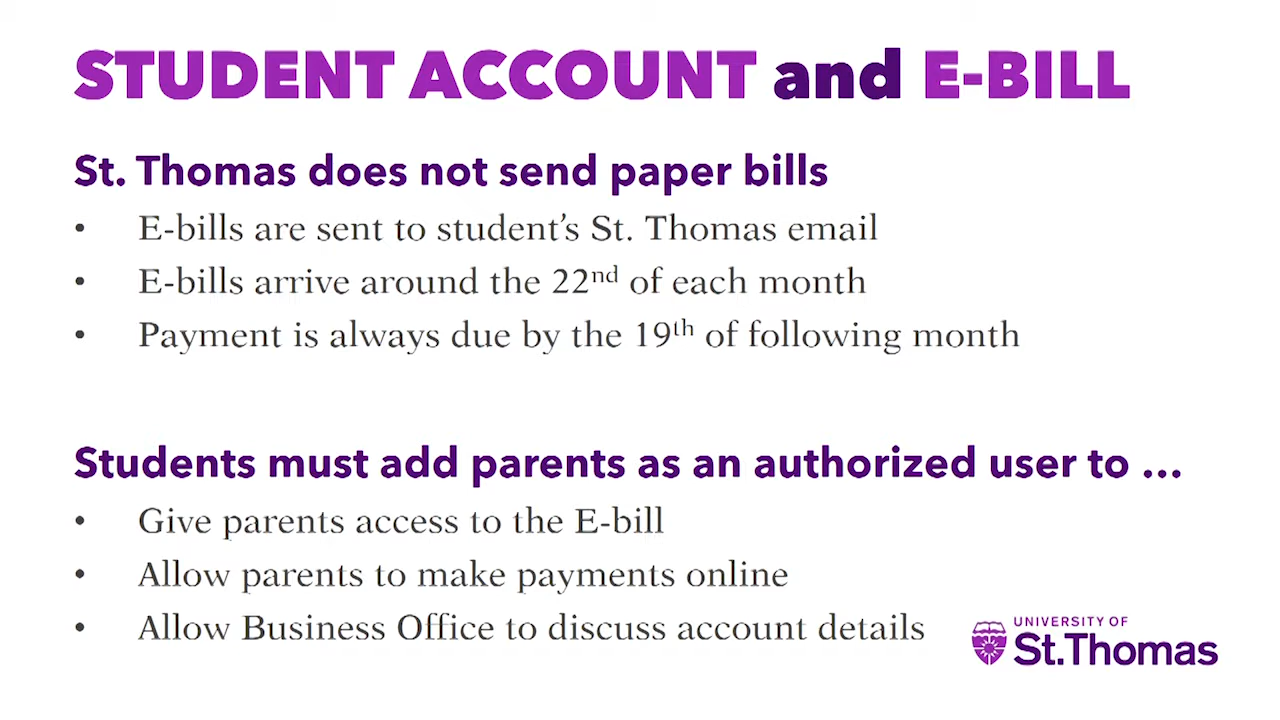 STUDENT ACCOUNT and E-BILL
St. Thomas does not send paper bills
• E-bills are sent to student's St. Thomas email
• E-bills arrive around the 22nd of each month
• Payment is always due by the 19th of following month
Students must add parents as an authorized user to ...
• Give parents access to the E-bill
• Allow parents to make payments online
• Allow Business Office to discuss account details
UNIVERSITY OF
St.Thomas